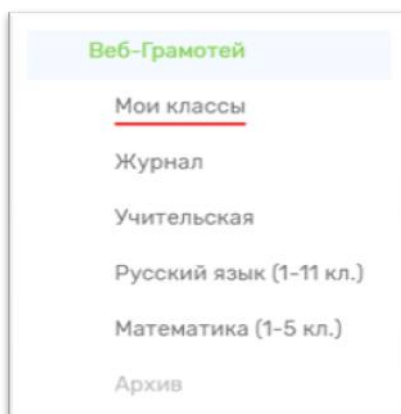 Веб-Грамотей
Мои классы
Журнал
Учительская
Русский язык (1-11 кл.)
Математика (1-5 кл.)
Архив